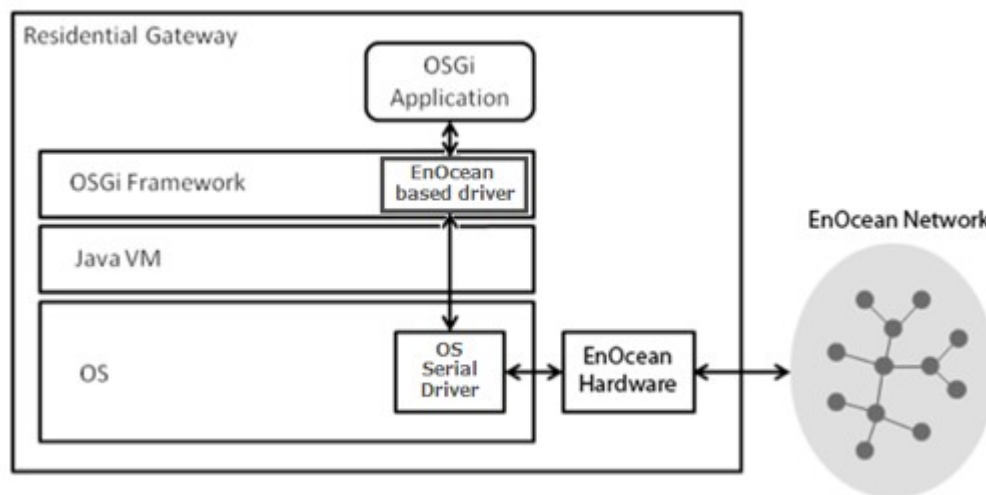 Residential Gateway
OSGi
Application
OSGi Framework
EnOcean
based driver
EnOcean Network
Java VM
OS
OS
Serial
Driver
EnOcean
Hardware